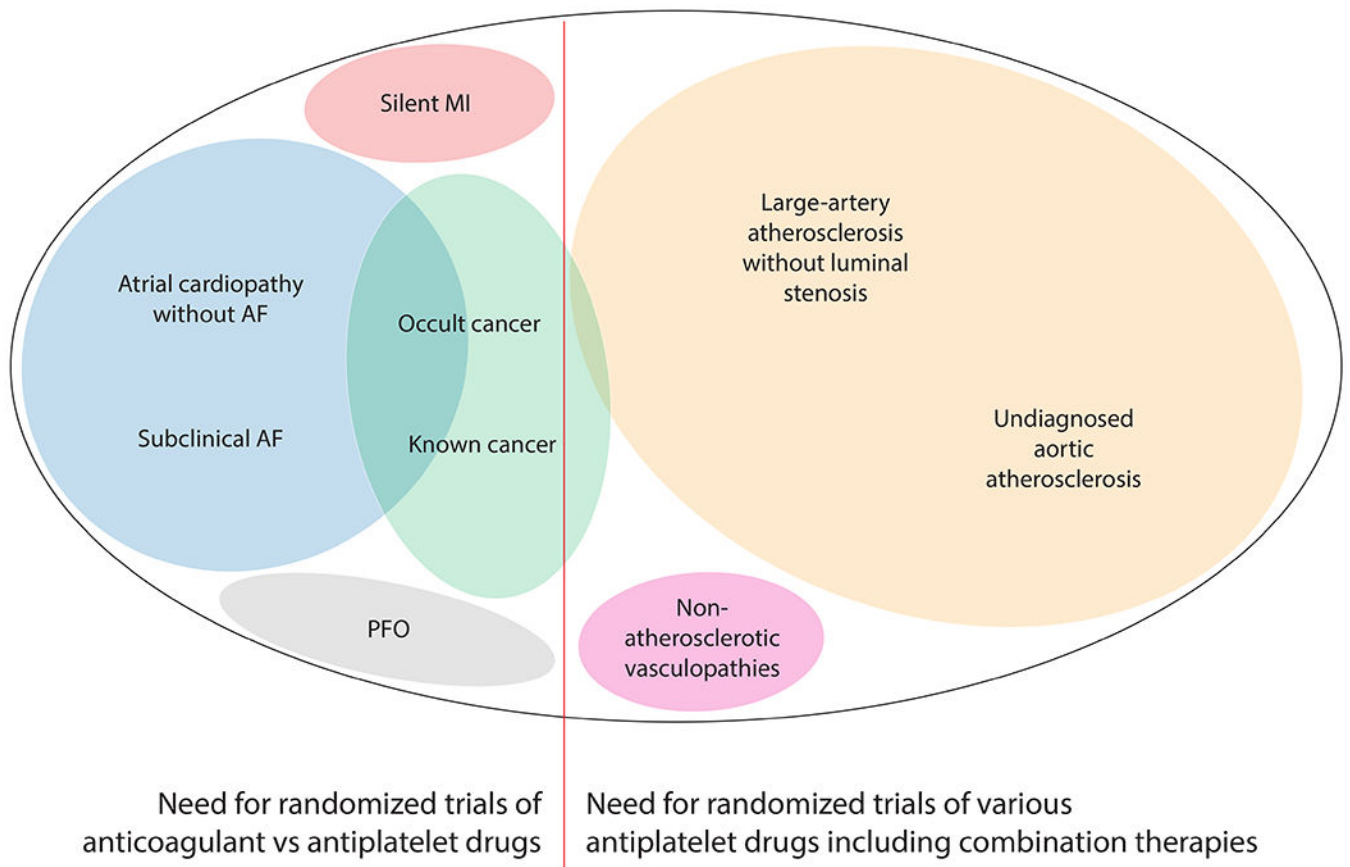 Silent MI
Atrial cardiopathy
without AF
Subclinical AF
Occult cancer
Known cancer
PFO
Large-artery
atherosclerosis
without luminal
stenosis
Undiagnosed
aortic
atherosclerosis
Non-
atherosclerotic
vasculopathies
Need for randomized trials of
anticoagulant vs antiplatelet drugs
Need for randomized trials of various
antiplatelet drugs including combination therapies